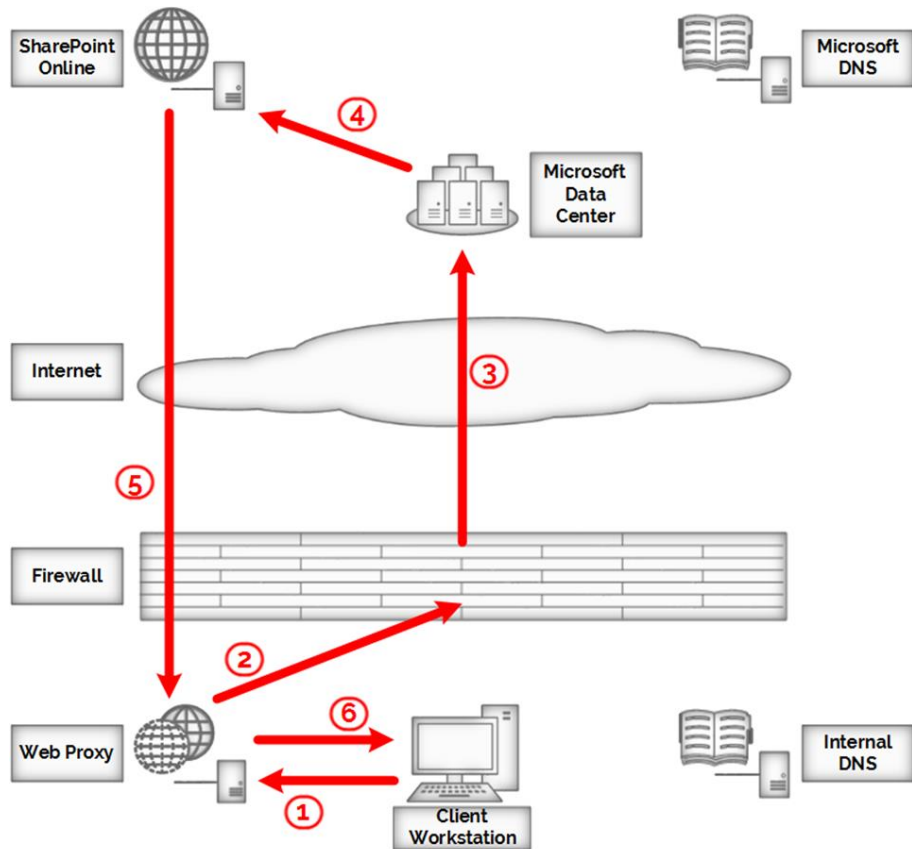 SharePoint
Online
Microsoft
DNS
4
Microsoft
Data
Center
Internet
3
5
Firewall
2
6
Web Proxy
Internal
DNS
1
Client
Workstation